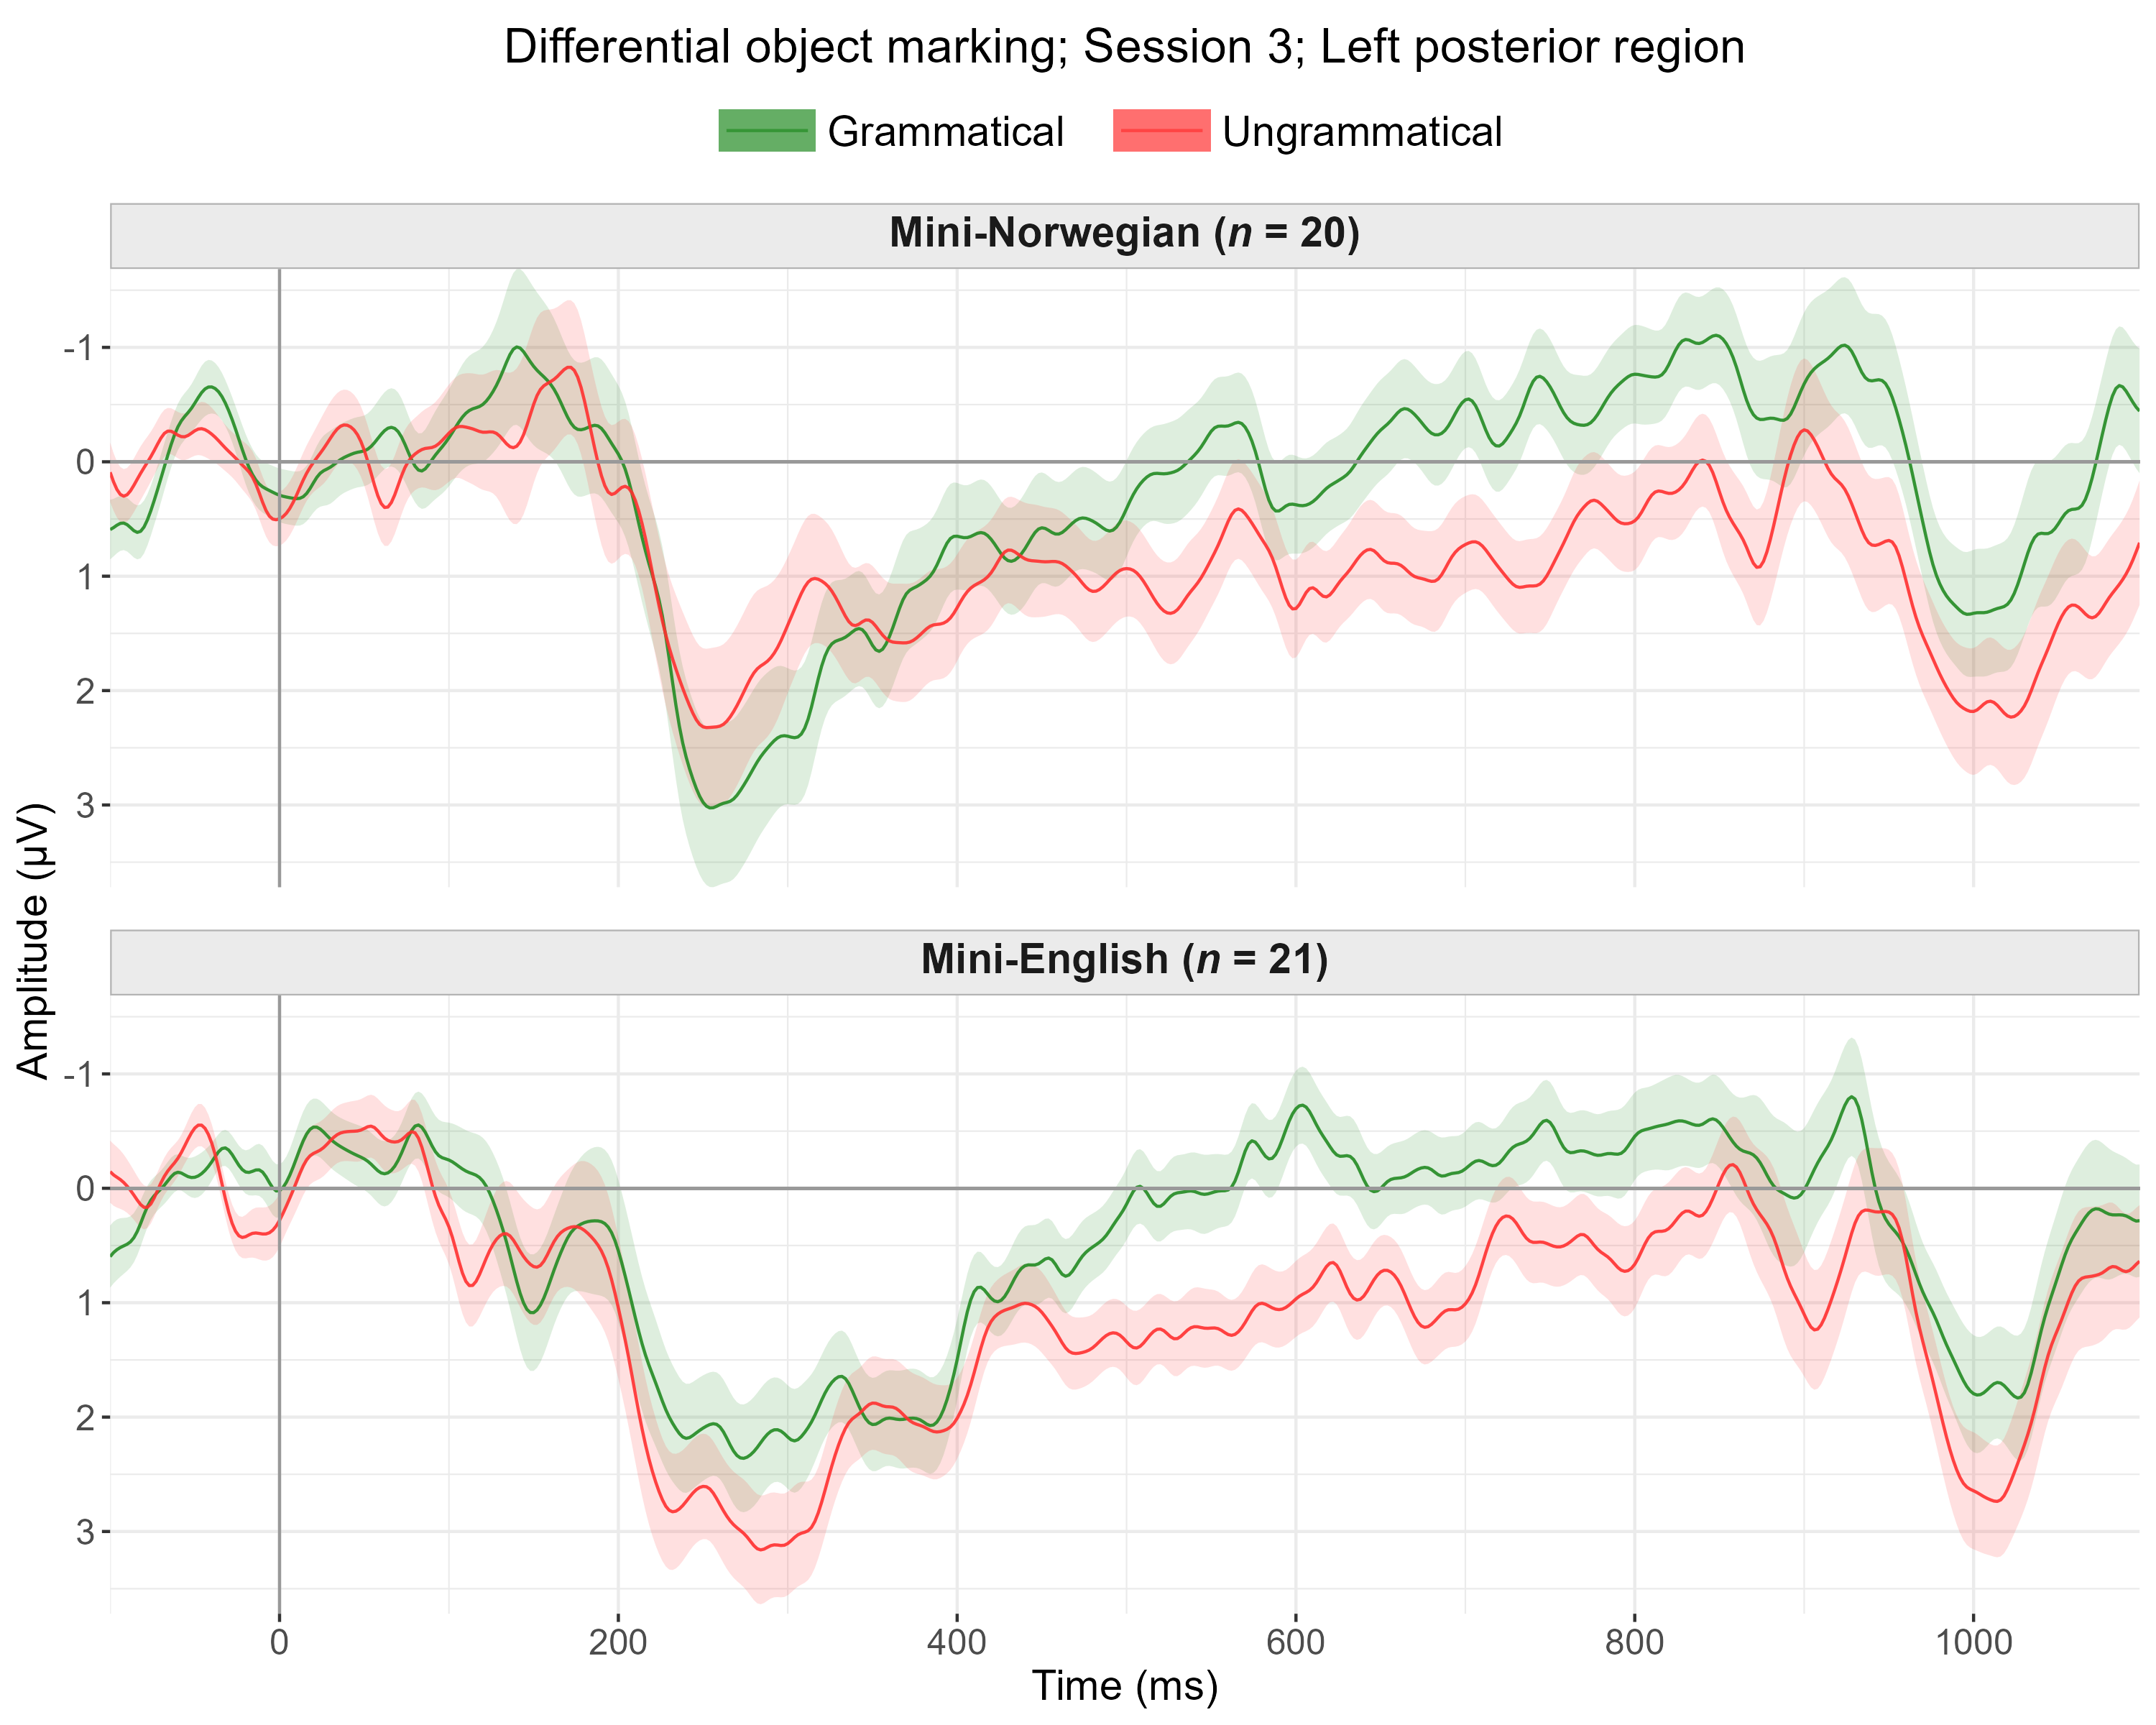 Differential object marking; Session 3; Left posterior region
Grammatical
Ungrammatical
Mini-Norwegian (n = 20)
-1
0
1
2
3
Mini-English (n = 21)
-1
0
1
2
3
Amplitude (µV)
0
200
400
600
800
1000
Time (ms)